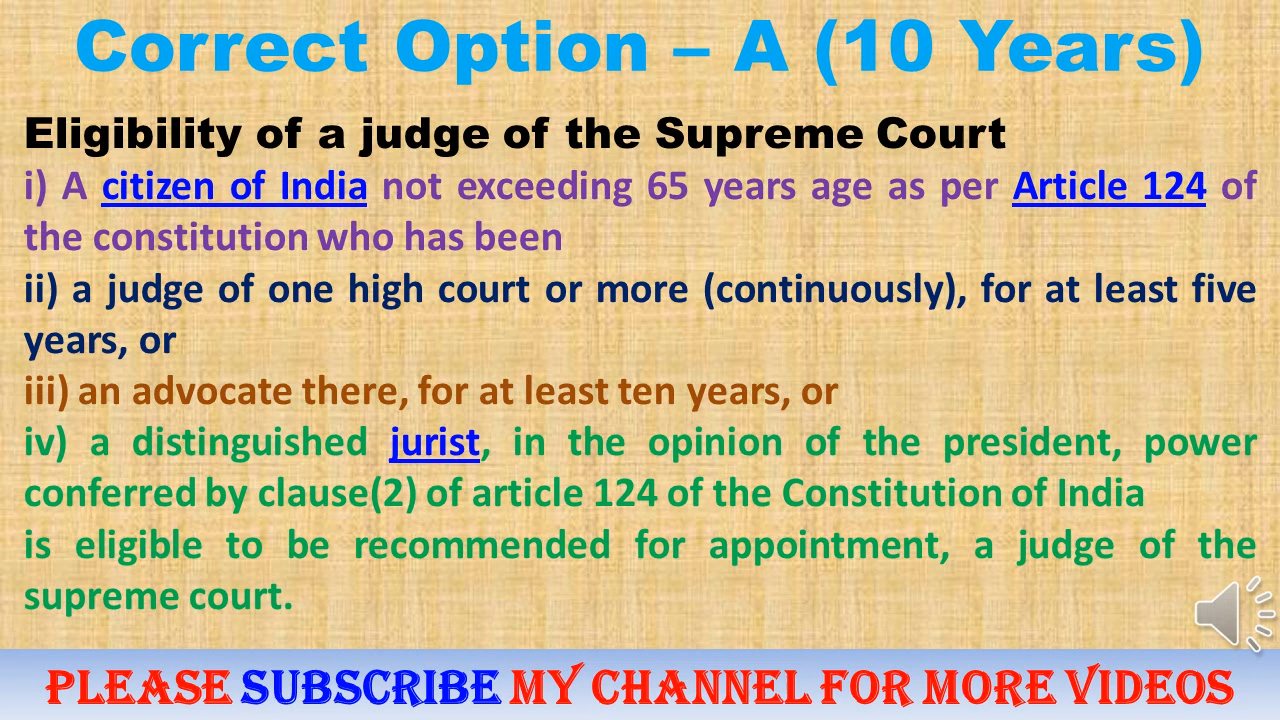 Correct Option – A (10 Years)
Eligibility of a judge of the Supreme Court
i) A citizen of India not exceeding 65 years age as per Article 124 of
the constitution who has been
ii) a judge of one high court or more (continuously), for at least five
years, or
iii) an advocate there, for at least ten years, or
iv) a distinguished jurist, in the opinion of the president, power
conferred by clause(2) of article 124 of the Constitution of India
is eligible to be recommended for appointment, a judge of the
supreme court.
PLEASE SUBSCRIBE MY CHANNEL FOR MORE VIDEOS